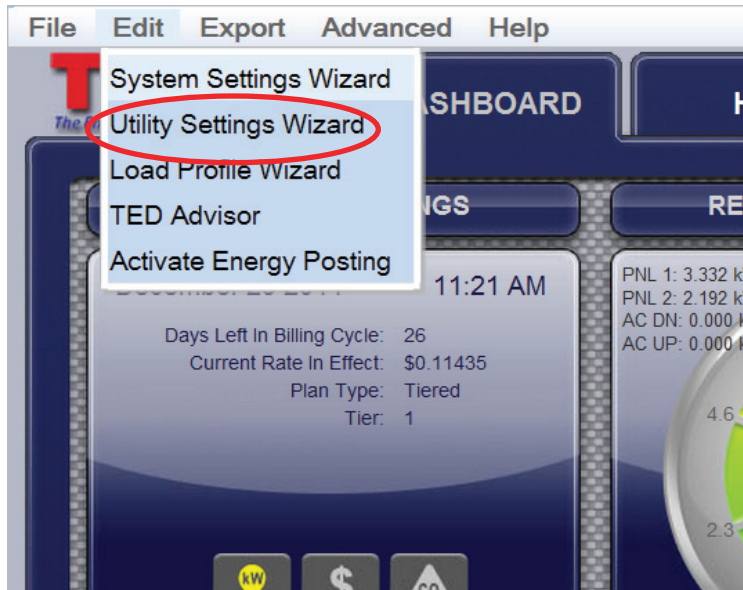 File Edit Export Advanced Help
System Settings Wizard
Utility Settings Wizard
Load Profile Wizard
TED Advisor
Activate Energy Posting
T
The
SHBOARD
H
NGS
RE
11:21 AM
Days Left In Billing Cycle: 26
Current Rate In Effect: $0.11435
Plan Type: Tiered
Tier: 1
PNL 1: 3.332 k
PNL 2: 2.192 k
AC DN: 0.000 k
AC UP: 0.000 k
4.6
2.3
kW
$
CO